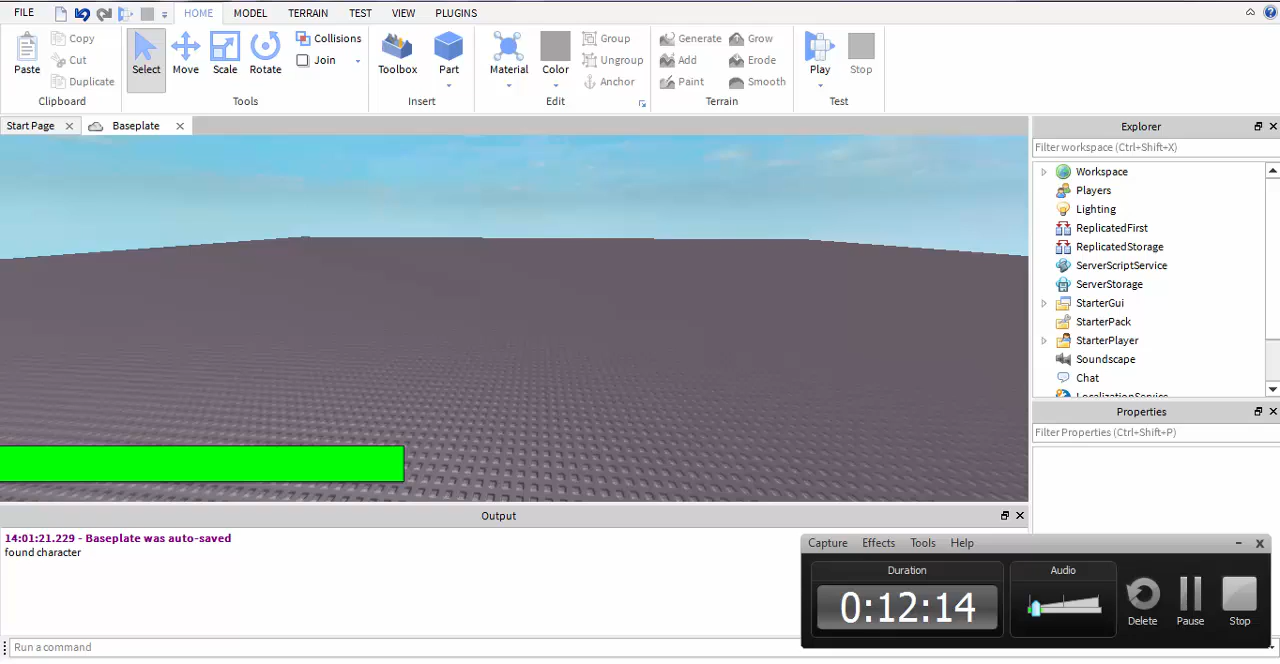 FILE HOME MODEL TERRAIN TEST VIEW PLUGINS
Paste Copy Cut Duplicate
Clipboard
Select Move Scale Rotate Collisions Join
Tools
Toolbox Part
Insert
Material Color Group Ungroup Anchor
Edit
Generate Grow Add Erode Paint Smooth
Terrain
Play Stop
Test
Start Page Baseplate
Explorer
Filter workspace (Ctrl+Shift+X)
Workspace
Players
Lighting
ReplicatedFirst
ReplicatedStorage
ServerScriptService
ServerStorage
StarterGui
StarterPack
StarterPlayer
Soundscape
Chat
LocalizationService
Properties
Filter Properties (Ctrl+Shift+P)
Output
14:01:21.229 - Baseplate was auto-saved
found character
Capture Effects Tools Help
Duration
0:12:14
Audio
Delete Pause Stop
Run a command